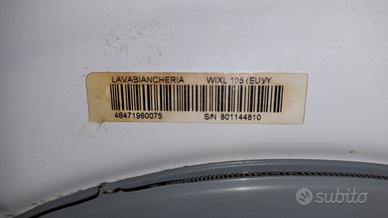 LAVABIANCHERIA WIXL 105 (EU)/Y
46471960075 S/N 801144810
subito